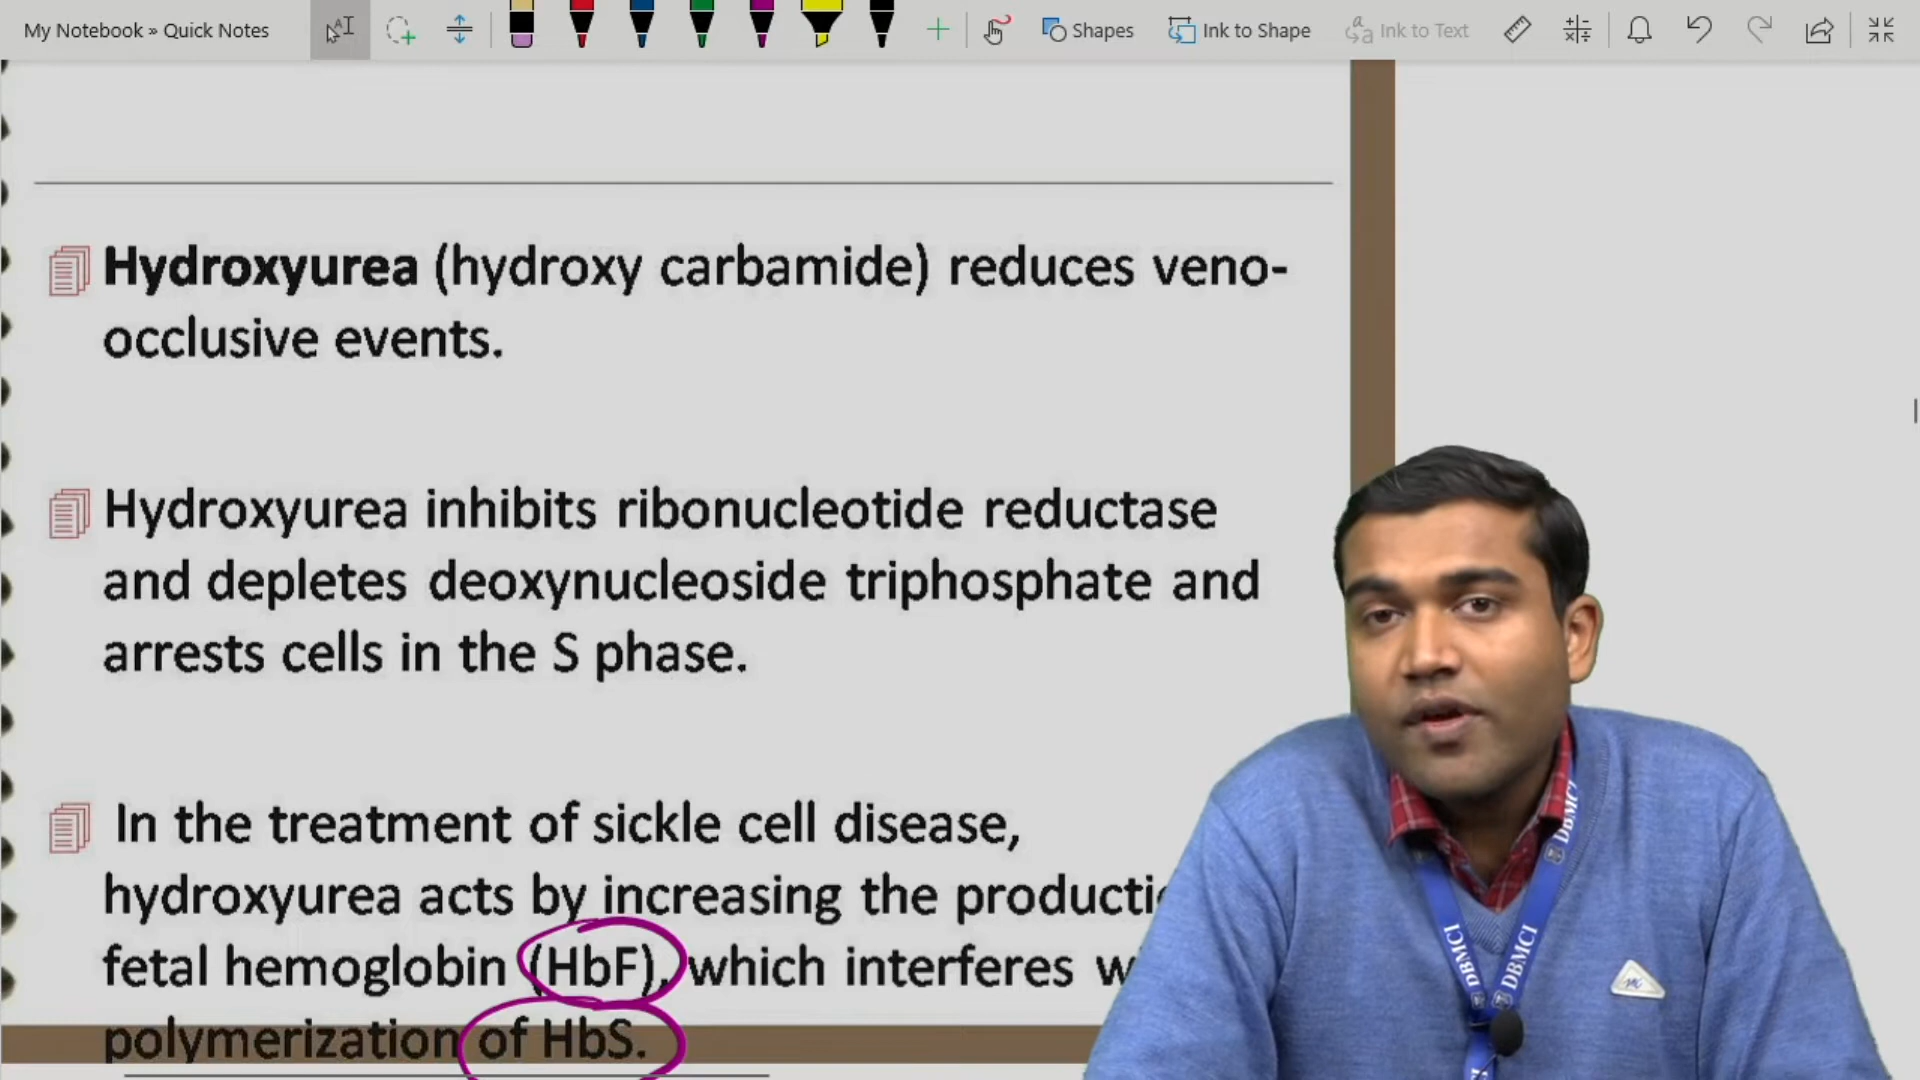 My Notebook » Quick Notes
Shapes
Ink to Shape
Ink to Text
Hydroxyurea (hydroxy carbamide) reduces veno-
occlusive events.
Hydroxyurea inhibits ribonucleotide reductase
and depletes deoxynucleoside triphosphate and
arrests cells in the S phase.
In the treatment of sickle cell disease,
hydroxyurea acts by increasing the
fetal hemoglobin (HbF), which interferes
polymerization of HbS.
DBMCI
DBMCI
DBMCI